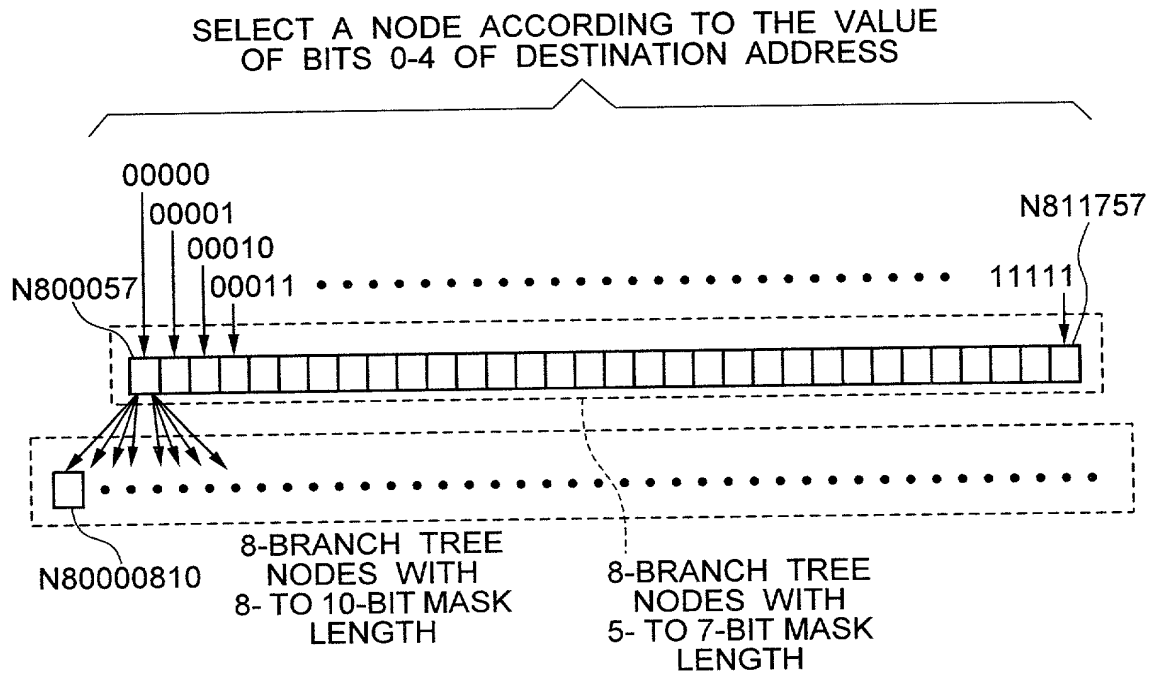 SELECT A NODE ACCORDING TO THE VALUE
OF BITS 0-4 OF DESTINATION ADDRESS
00000
00001
N811757
00010
N800057
00011
11111
N80000810
8-BRANCH TREE
NODES WITH
8- TO 10-BIT MASK
LENGTH
8-BRANCH TREE
NODES WITH
5- TO 7-BIT MASK
LENGTH